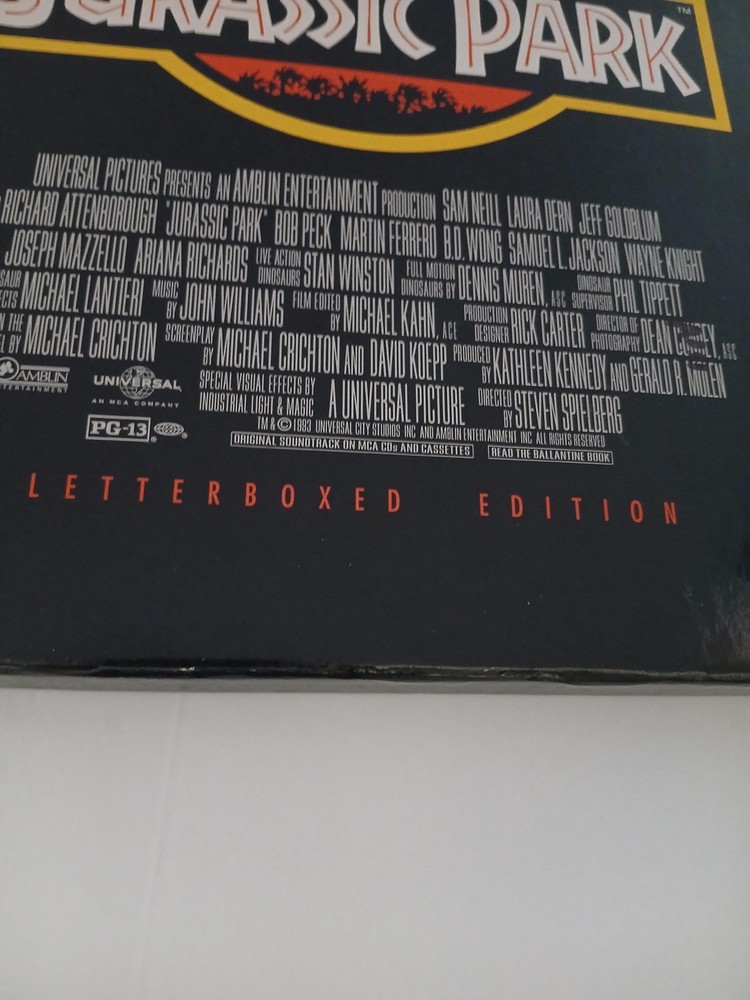 JURASSIC PARK™
UNIVERSAL PICTURES PRESENTS AN AMBLIN ENTERTAINMENT PRODUCTION SAM NEILL LAURA DERN JEFF GOLDBLUM
RICHARD ATTENBOROUGH "JURASSIC PARK" BOB PECK MARTIN FERRERO B.D. WONG SAMUEL L. JACKSON WAYNE KNIGHT
JOSEPH MAZZELLO ARIANA RICHARDS LIVE ACTION DINOSAURS STAN WINSTON FULL MOTION DINOSAURS BY DENNIS MUREN, A.S.C. DINOSAUR SUPERVISOR PHIL TIPPETT
MICHAEL LANTIERI MUSIC BY JOHN WILLIAMS FILM EDITED BY MICHAEL KAHN, A.C.E. PRODUCTION DESIGNER RICK CARTER DIRECTOR OF PHOTOGRAPHY DEAN A.S.C.
MICHAEL CRICHTON SCREENPLAY BY MICHAEL CRICHTON AND DAVID KOEPP PRODUCED BY KATHLEEN KENNEDY AND GERALD R. MOLEN
AMBLIN ENTERTAINMENT UNIVERSAL AN MCA COMPANY SPECIAL VISUAL EFFECTS BY INDUSTRIAL LIGHT & MAGIC A UNIVERSAL PICTURE DIRECTED BY STEVEN SPIELBERG
PG-13 ® TM & © 1993 UNIVERSAL CITY STUDIOS INC. AND AMBLIN ENTERTAINMENT INC. ALL RIGHTS RESERVED
ORIGINAL SOUNDTRACK ON MCA CDs AND CASSETTES READ THE BALLANTINE BOOK
LETTERBOXED EDITION